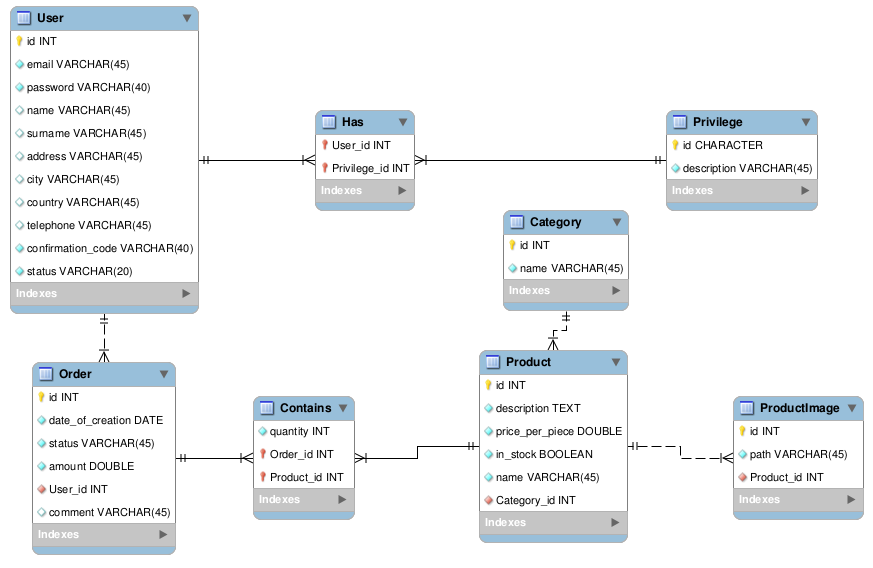 User
id INT
email VARCHAR(45)
password VARCHAR(40)
name VARCHAR(45)
surname VARCHAR(45)
address VARCHAR(45)
city VARCHAR(45)
country VARCHAR(45)
telephone VARCHAR(45)
confirmation_code VARCHAR(40)
status VARCHAR(20)
Indexes
Has
User_id INT
Privilege_id INT
Indexes
Privilege
id CHARACTER
description VARCHAR(45)
Indexes
Category
id INT
name VARCHAR(45)
Indexes
Order
id INT
date_of_creation DATE
status VARCHAR(45)
amount DOUBLE
User_id INT
comment VARCHAR(45)
Indexes
Contains
quantity INT
Order_id INT
Product_id INT
Indexes
Product
id INT
description TEXT
price_per_piece DOUBLE
in_stock BOOLEAN
name VARCHAR(45)
Category_id INT
Indexes
ProductImage
id INT
path VARCHAR(45)
Product_id INT
Indexes